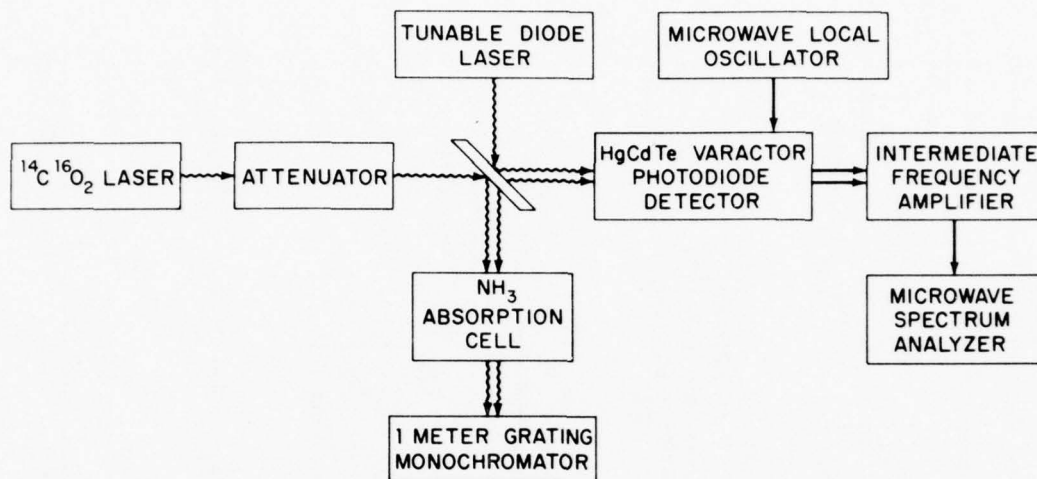 TUNABLE DIODE
LASER
MICROWAVE LOCAL
OSCILLATOR
¹⁴C¹⁶O₂ LASER
ATTENUATOR
HgCdTe VARACTOR
PHOTODIODE
DETECTOR
INTERMEDIATE
FREQUENCY
AMPLIFIER
NH₃
ABSORPTION
CELL
MICROWAVE
SPECTRUM
ANALYZER
1 METER GRATING
MONOCHROMATOR